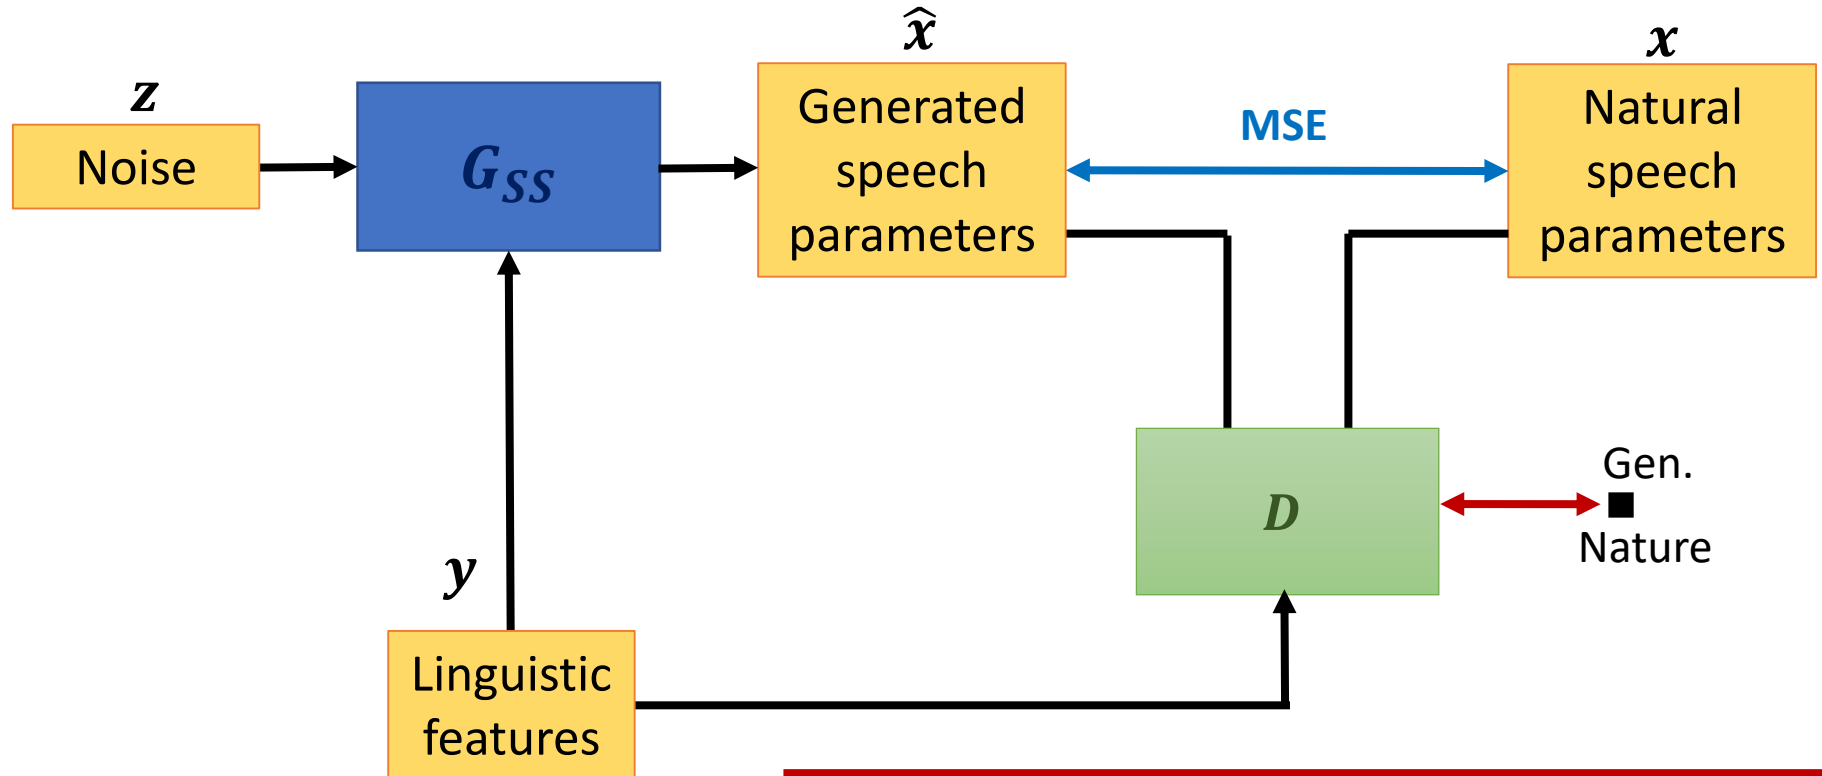 z
Noise
G_SS
x̂
Generated
speech
parameters
MSE
x
Natural
speech
parameters
D
Gen.
Nature
y
Linguistic
features